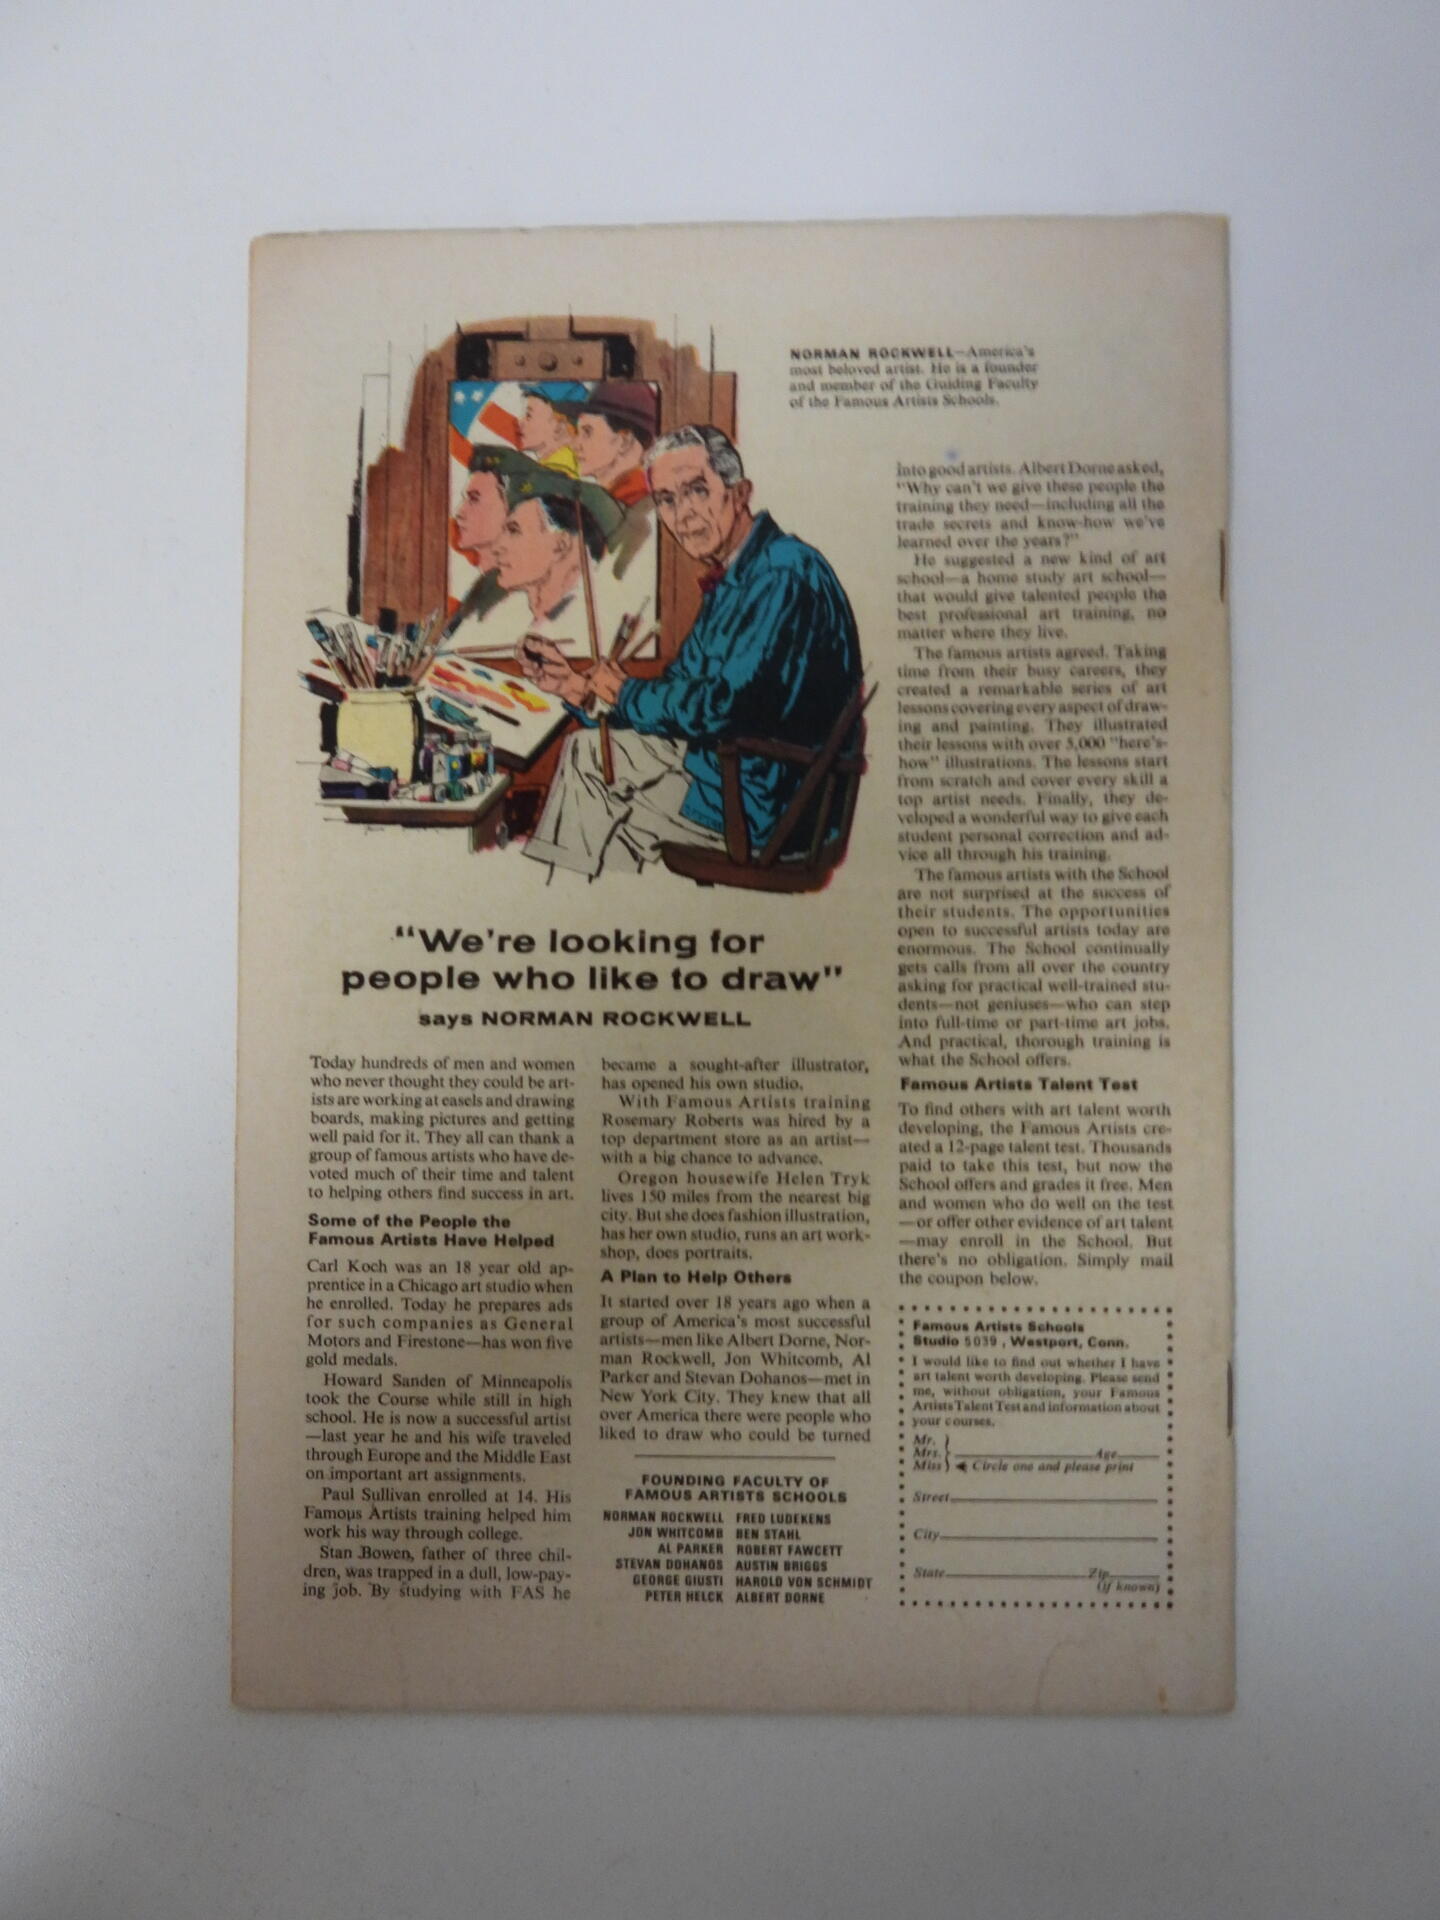 NORMAN ROCKWELL—America's
most beloved artist. He is a founder
and member of the Guiding Faculty
of the Famous Artists Schools.
"We're looking for
people who like to draw"
says NORMAN ROCKWELL
Today hundreds of men and women
who never thought they could be art-
ists are working at easels and drawing
boards, making pictures and getting
well paid for it. They all can thank a
group of famous artists who have de-
voted much of their time and talent
to helping others find success in art.
Some of the People the
Famous Artists Have Helped
Carl Koch was an 18 year old ap-
prentice in a Chicago art studio when
he enrolled. Today he prepares ads
for such companies as General
Motors and Firestone—has won five
gold medals.
Howard Sanden of Minneapolis
took the Course while still in high
school. He is now a successful artist
—last year he and his wife traveled
through Europe and the Middle East
on important art assignments.
Paul Sullivan enrolled at 14. His
Famous Artists training helped him
work his way through college.
Stan Bowen, father of three chil-
dren, was trapped in a dull, low-pay-
ing job. By studying with FAS he
became a sought-after illustrator,
has opened his own studio.
With Famous Artists training
Rosemary Roberts was hired by a
top department store as an artist—
with a big chance to advance.
Oregon housewife Helen Tryk
lives 150 miles from the nearest big
city. But she does fashion illustration,
has her own studio, runs an art work-
shop, does portraits.
A Plan to Help Others
It started over 18 years ago when a
group of America's most successful
artists—men like Albert Dorne, Nor-
man Rockwell, Jon Whitcomb, Al
Parker and Stevan Dohanos—met in
New York City. They knew that all
over America there were people who
liked to draw who could be turned
FOUNDING FACULTY OF
FAMOUS ARTISTS SCHOOLS
NORMAN ROCKWELL FRED LUDEKENS
JON WHITCOMB BEN STAHL
AL PARKER ROBERT FAWCETT
STEVAN DOHANOS AUSTIN BRIGGS
GEORGE GIUSTI HAROLD VON SCHMIDT
PETER HELCK ALBERT DORNE
into good artists. Albert Dorne asked,
"Why can't we give these people the
training they need—including all the
trade secrets and know-how we've
learned over the years?"
He suggested a new kind of art
school—a home study art school—
that would give talented people the
best professional art training, no
matter where they live.
The famous artists agreed. Taking
time from their busy careers, they
created a remarkable series of art
lessons covering every aspect of draw-
ing and painting. They illustrated
their lessons with over 5,000 "here's-
how" illustrations. The lessons start
from scratch and cover every skill a
top artist needs. Finally, they de-
veloped a wonderful way to give each
student personal correction and ad-
vice all through his training.
The famous artists with the School
are not surprised at the success of
their students. The opportunities
open to successful artists today are
enormous. The School continually
gets calls from all over the country
asking for practical well-trained stu-
dents—not geniuses—who can step
into full-time or part-time art jobs.
And practical, thorough training is
what the School offers.
Famous Artists Talent Test
To find others with art talent worth
developing, the Famous Artists cre-
ated a 12-page talent test. Thousands
paid to take this test, but now the
School offers and grades it free. Men
and women who do well on the test
—or offer other evidence of art talent
—may enroll in the School. But
there's no obligation. Simply mail
the coupon below.
Famous Artists Schools
Studio 5039, Westport, Conn.
I would like to find out whether I have
art talent worth developing. Please send
me, without obligation, your Famous
Artists Talent Test and information about
your courses.
Mr.
Mrs. Age
Miss Circle one and please print
Street
City
State Zip
(if known)